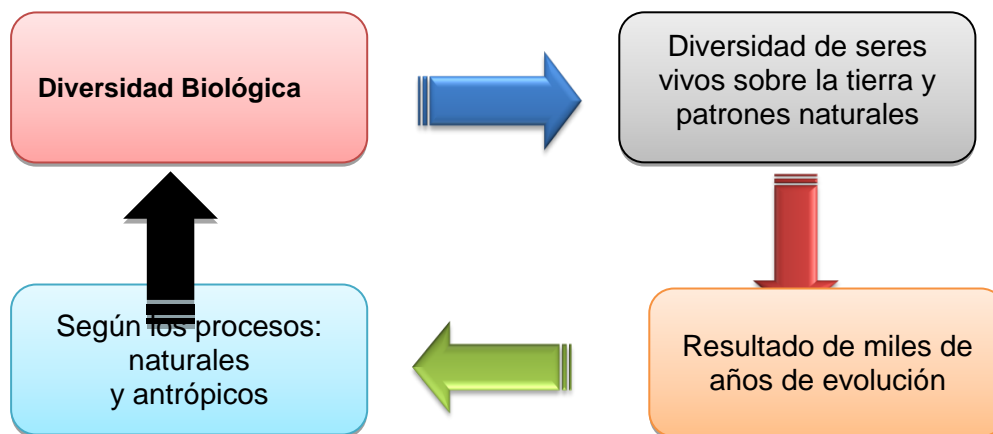 Diversidad Biológica
Diversidad de seres
vivos sobre la tierra y
patrones naturales
Según los procesos:
naturales
y antrópicos
Resultado de miles de
años de evolución